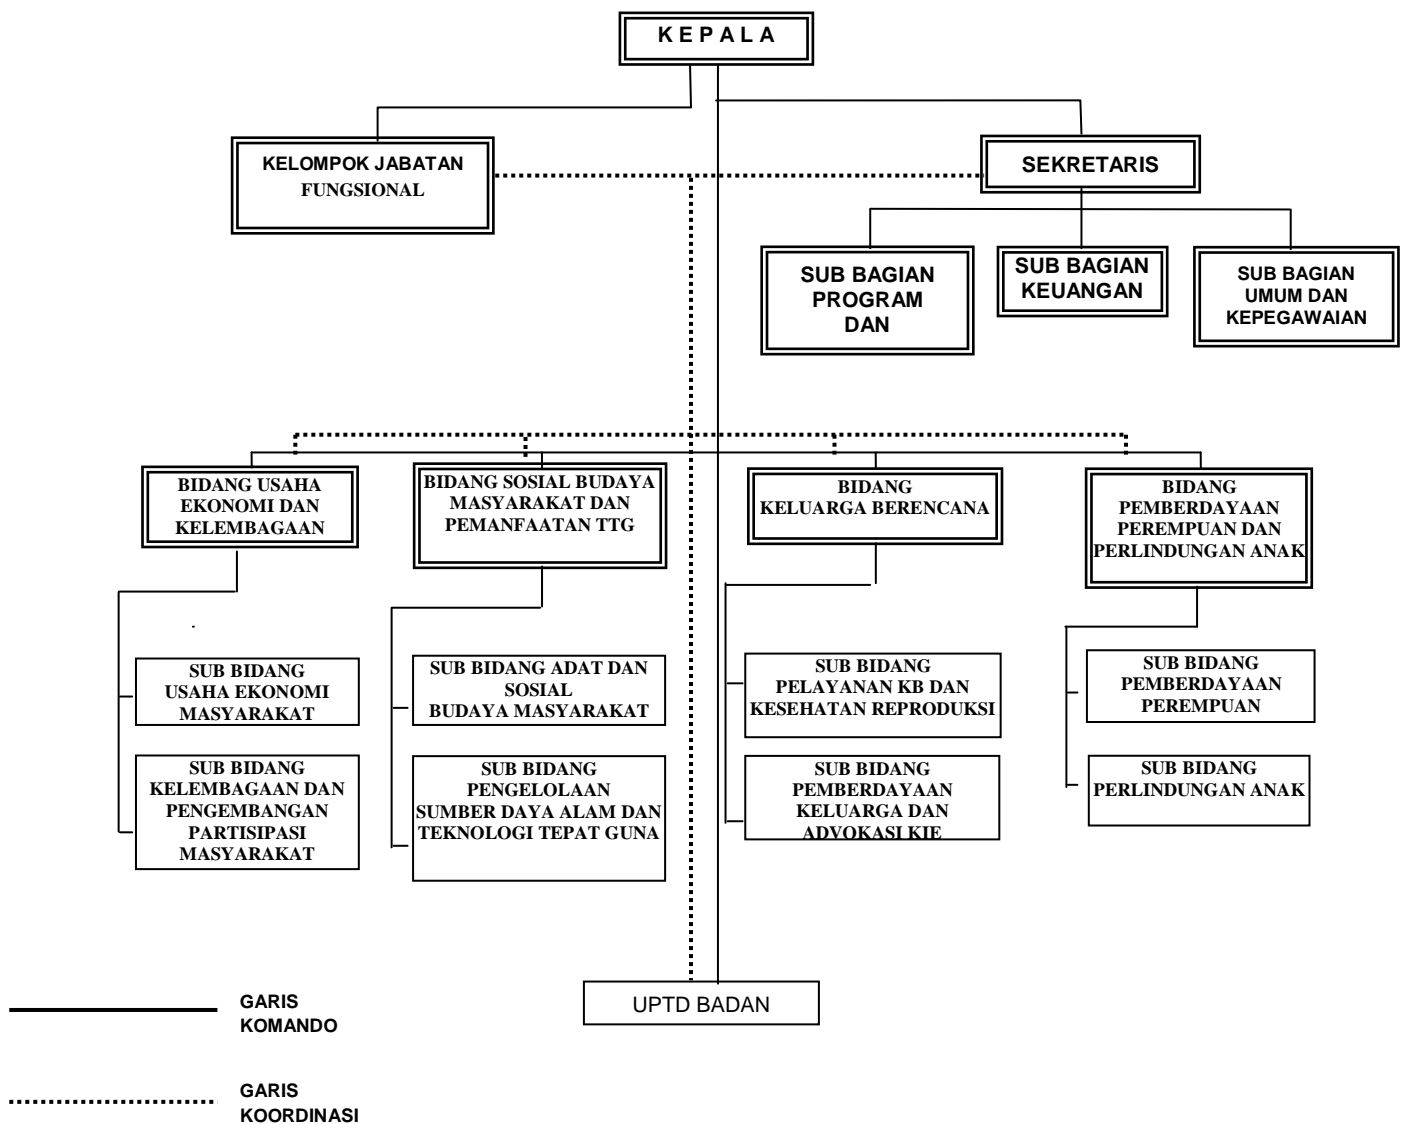 K E P A L A
KELOMPOK JABATAN
FUNGSIONAL
SEKRETARIS
SUB BAGIAN
PROGRAM
DAN
SUB BAGIAN
KEUANGAN
SUB BAGIAN
UMUM DAN
KEPEGAWAIAN
BIDANG USAHA
EKONOMI DAN
KELEMBAGAAN
BIDANG SOSIAL BUDAYA
MASYARAKAT DAN
PEMANFAATAN TTG
BIDANG
KELUARGA BERENCANA
BIDANG
PEMBERDAYAAN
PEREMPUAN DAN
PERLINDUNGAN ANAK
SUB BIDANG
USAHA EKONOMI
MASYARAKAT
SUB BIDANG ADAT DAN
SOSIAL
BUDAYA MASYARAKAT
SUB BIDANG
PELAYANAN KB DAN
KESEHATAN REPRODUKSI
SUB BIDANG
PEMBERDAYAAN
PEREMPUAN
SUB BIDANG
KELEMBAGAAN DAN
PENGEMBANGAN
PARTISIPASI
MASYARAKAT
SUB BIDANG
PENGELOLAAN
SUMBER DAYA ALAM DAN
TEKNOLOGI TEPAT GUNA
SUB BIDANG
PEMBERDAYAAN
KELUARGA DAN
ADVOKASI KIE
SUB BIDANG
PERLINDUNGAN ANAK
UPTD BADAN
GARIS
KOMANDO
GARIS
KOORDINASI